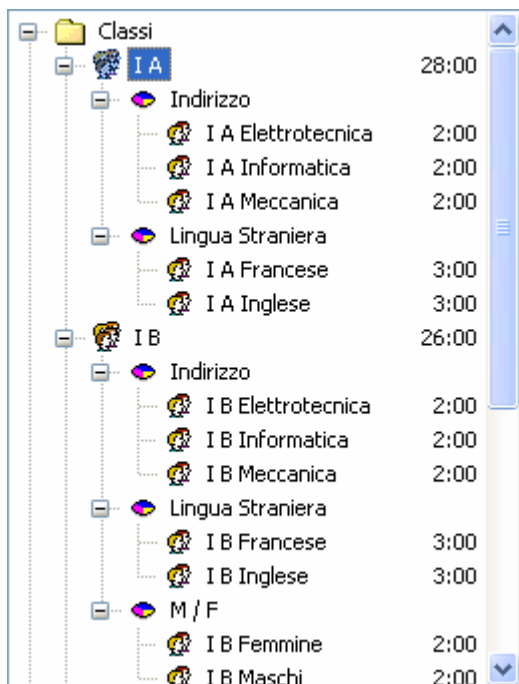 Classi
I A 28:00
Indirizzo
I A Elettrotecnica 2:00
I A Informatica 2:00
I A Meccanica 2:00
Lingua Straniera
I A Francese 3:00
I A Inglese 3:00
I B 26:00
Indirizzo
I B Elettrotecnica 2:00
I B Informatica 2:00
I B Meccanica 2:00
Lingua Straniera
I B Francese 3:00
I B Inglese 3:00
M / F
I B Femmine 2:00
I B Maschi 2:00